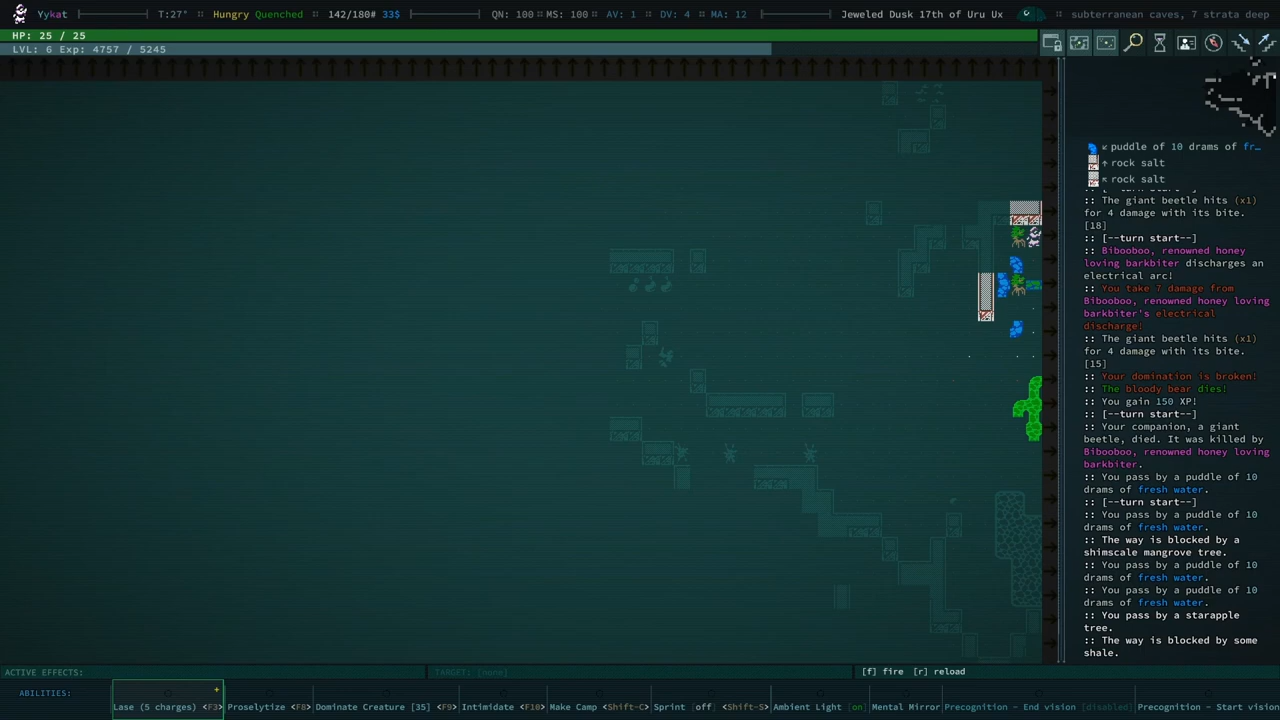 Yykat T:27° :: Hungry Quenched :: 142/180# 33$ QN: 100 :: MS: 100 :: AV: 1 :: DV: 4 :: MA: 12 Jeweled Dusk 17th of Uru Ux :: subterranean caves, 7 strata deep
HP: 25 / 25
LVL: 6 Exp: 4757 / 5245
puddle of 10 drams of fr…
rock salt
rock salt
:: [--turn start--]
:: The giant beetle hits (x1)
for 4 damage with its bite.
[18]
:: [--turn start--]
:: Bibooboo, renowned honey
loving barkbiter discharges an
electrical arc!
:: You take 7 damage from
Bibooboo, renowned honey loving
barkbiter's electrical
discharge!
:: The giant beetle hits (x1)
for 4 damage with its bite.
[15]
:: Your domination is broken!
:: The bloody bear dies!
:: You gain 150 XP!
:: [--turn start--]
:: Your companion, a giant
beetle, died. It was killed by
Bibooboo, renowned honey loving
barkbiter.
:: You pass by a puddle of 10
drams of fresh water.
:: [--turn start--]
:: You pass by a puddle of 10
drams of fresh water.
:: The way is blocked by a
shimscale mangrove tree.
:: You pass by a puddle of 10
drams of fresh water.
:: You pass by a puddle of 10
drams of fresh water.
:: You pass by a starapple
tree.
:: The way is blocked by some
shale.
ACTIVE EFFECTS: TARGET: [none] [f] fire [r] reload
ABILITIES: Lase (5 charges) <F3> Proselytize <F8> Dominate Creature [35] <F9> Intimidate <F10> Make Camp <Shift-C> Sprint [off] <Shift-S> Ambient Light [on] Mental Mirror Precognition - End vision [disabled] Precognition - Start vision